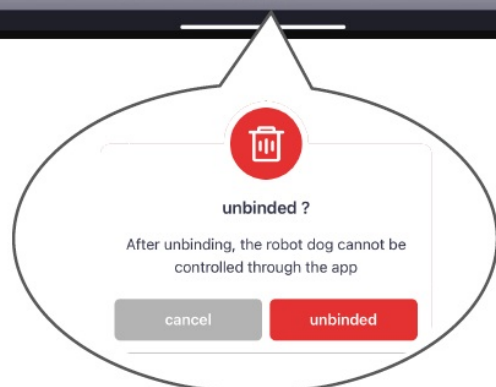 unbinded ?
After unbinding, the robot dog cannot be
controlled through the app
cancel
unbinded